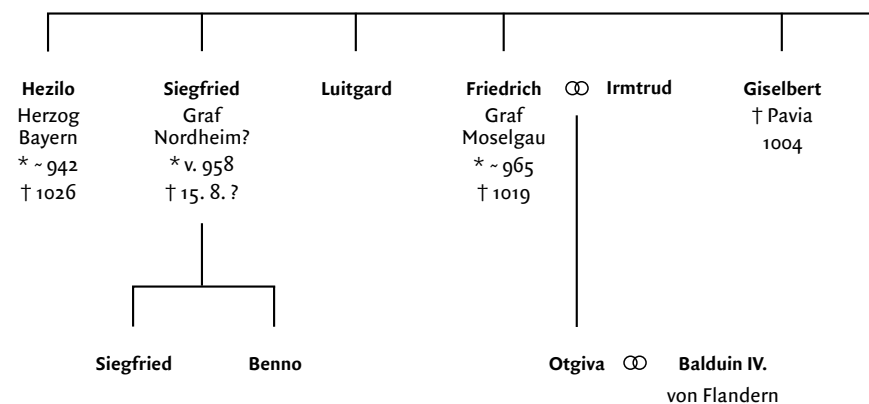 Hezilo
Herzog
Bayern
* ~ 942
† 1026
Siegfried
Graf
Nordheim?
* v. 958
† 15. 8. ?
Luitgard
Friedrich
Graf
Moselgau
* ~ 965
† 1019
Irmtrud
Giselbert
† Pavia
1004
Siegfried
Benno
Otgiva
Balduin IV.
von Flandern